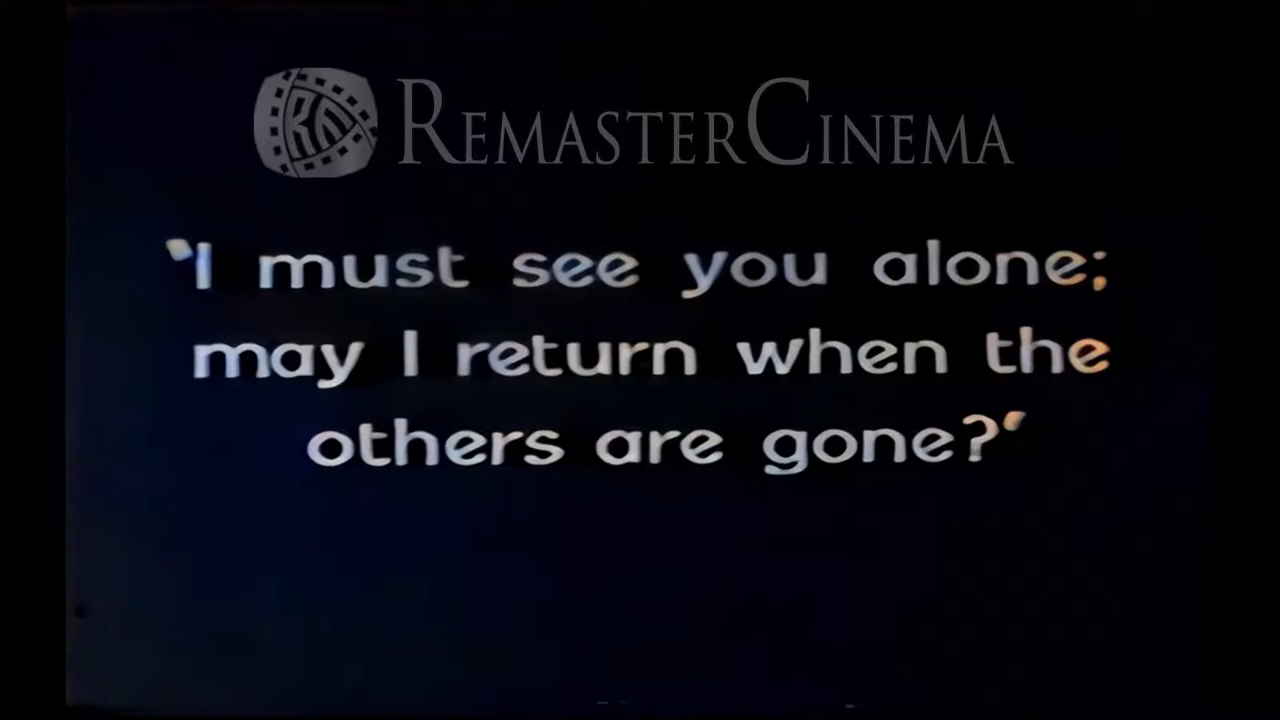 REMASTERCINEMA
"I must see you alone;
may I return when the
others are gone?"